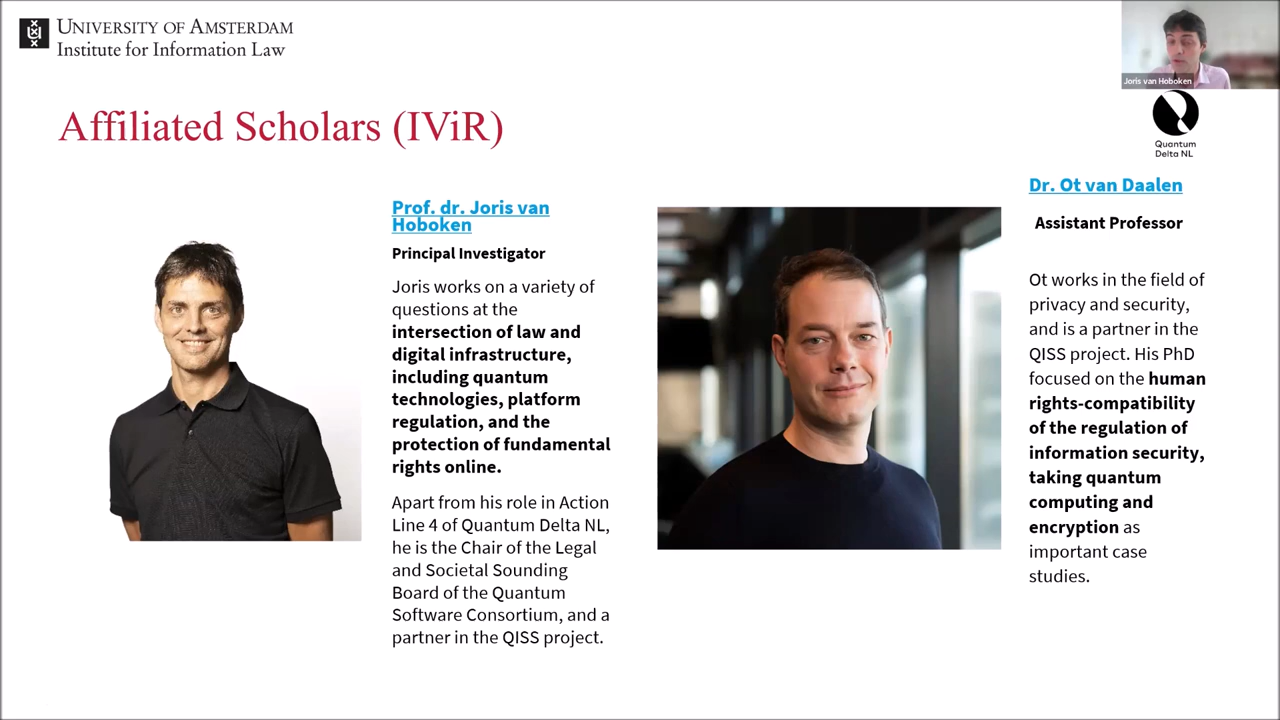 UNIVERSITY OF AMSTERDAM
Institute for Information Law
Joris van Hoboken
Affiliated Scholars (IViR)
Quantum
Delta NL
Prof. dr. Joris van
Hoboken
Principal Investigator
Joris works on a variety of
questions at the
intersection of law and
digital infrastructure,
including quantum
technologies, platform
regulation, and the
protection of fundamental
rights online.
Apart from his role in Action
Line 4 of Quantum Delta NL,
he is the Chair of the Legal
and Societal Sounding
Board of the Quantum
Software Consortium, and a
partner in the QISS project.
Dr. Ot van Daalen
Assistant Professor
Ot works in the field of
privacy and security,
and is a partner in the
QISS project. His PhD
focused on the human
rights-compatibility
of the regulation of
information security,
taking quantum
computing and
encryption as
important case
studies.